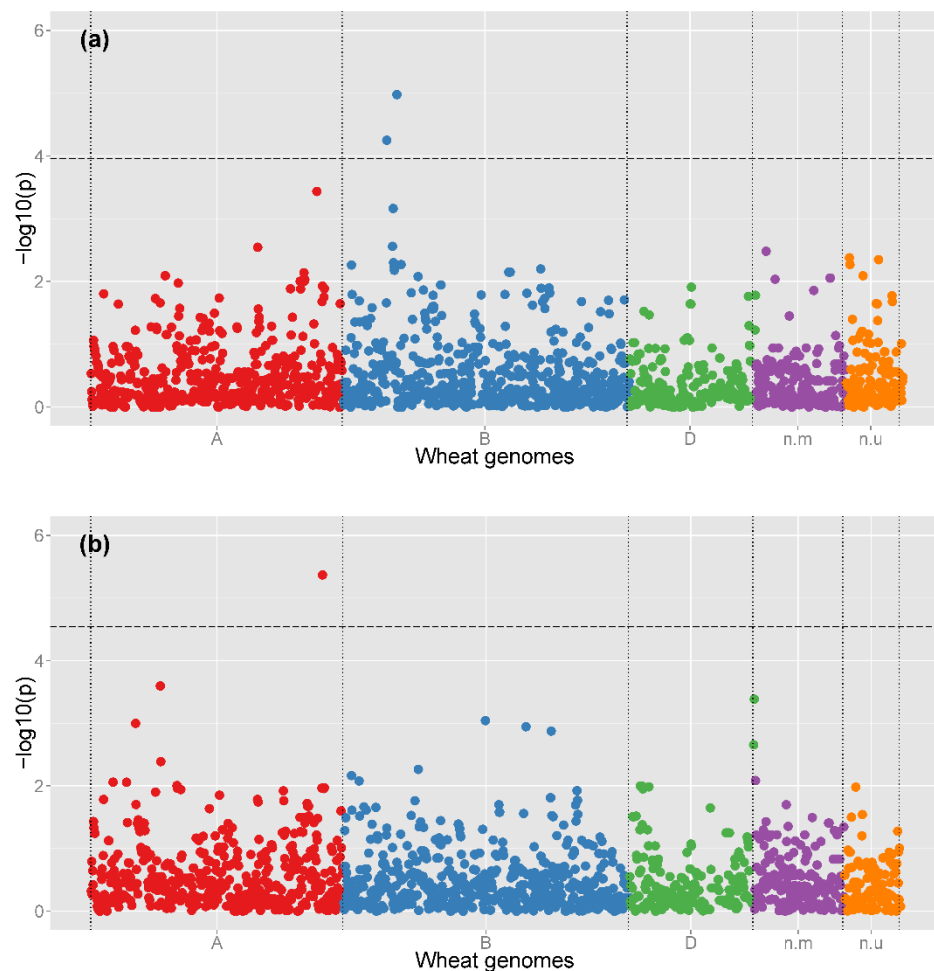 (a)
6
4
2
0
−log10(p)
A B D n.m n.u
Wheat genomes
(b)
6
4
2
0
−log10(p)
A B D n.m n.u
Wheat genomes